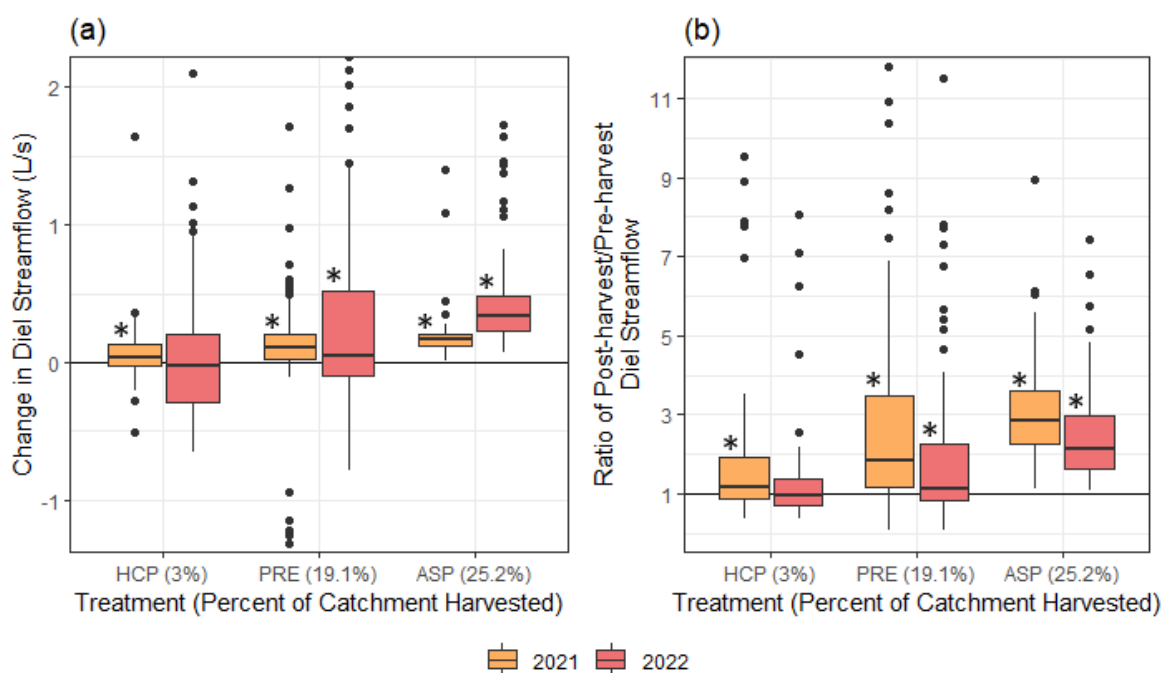 (a)
Change in Diel Streamflow (L/s)
2
1
0
-1
*
*
*
*
*
HCP (3%) PRE (19.1%) ASP (25.2%)
Treatment (Percent of Catchment Harvested)
(b)
Ratio of Post-harvest/Pre-harvest
Diel Streamflow
11
9
7
5
3
1
*
*
*
*
*
HCP (3%) PRE (19.1%) ASP (25.2%)
Treatment (Percent of Catchment Harvested)
2021 2022